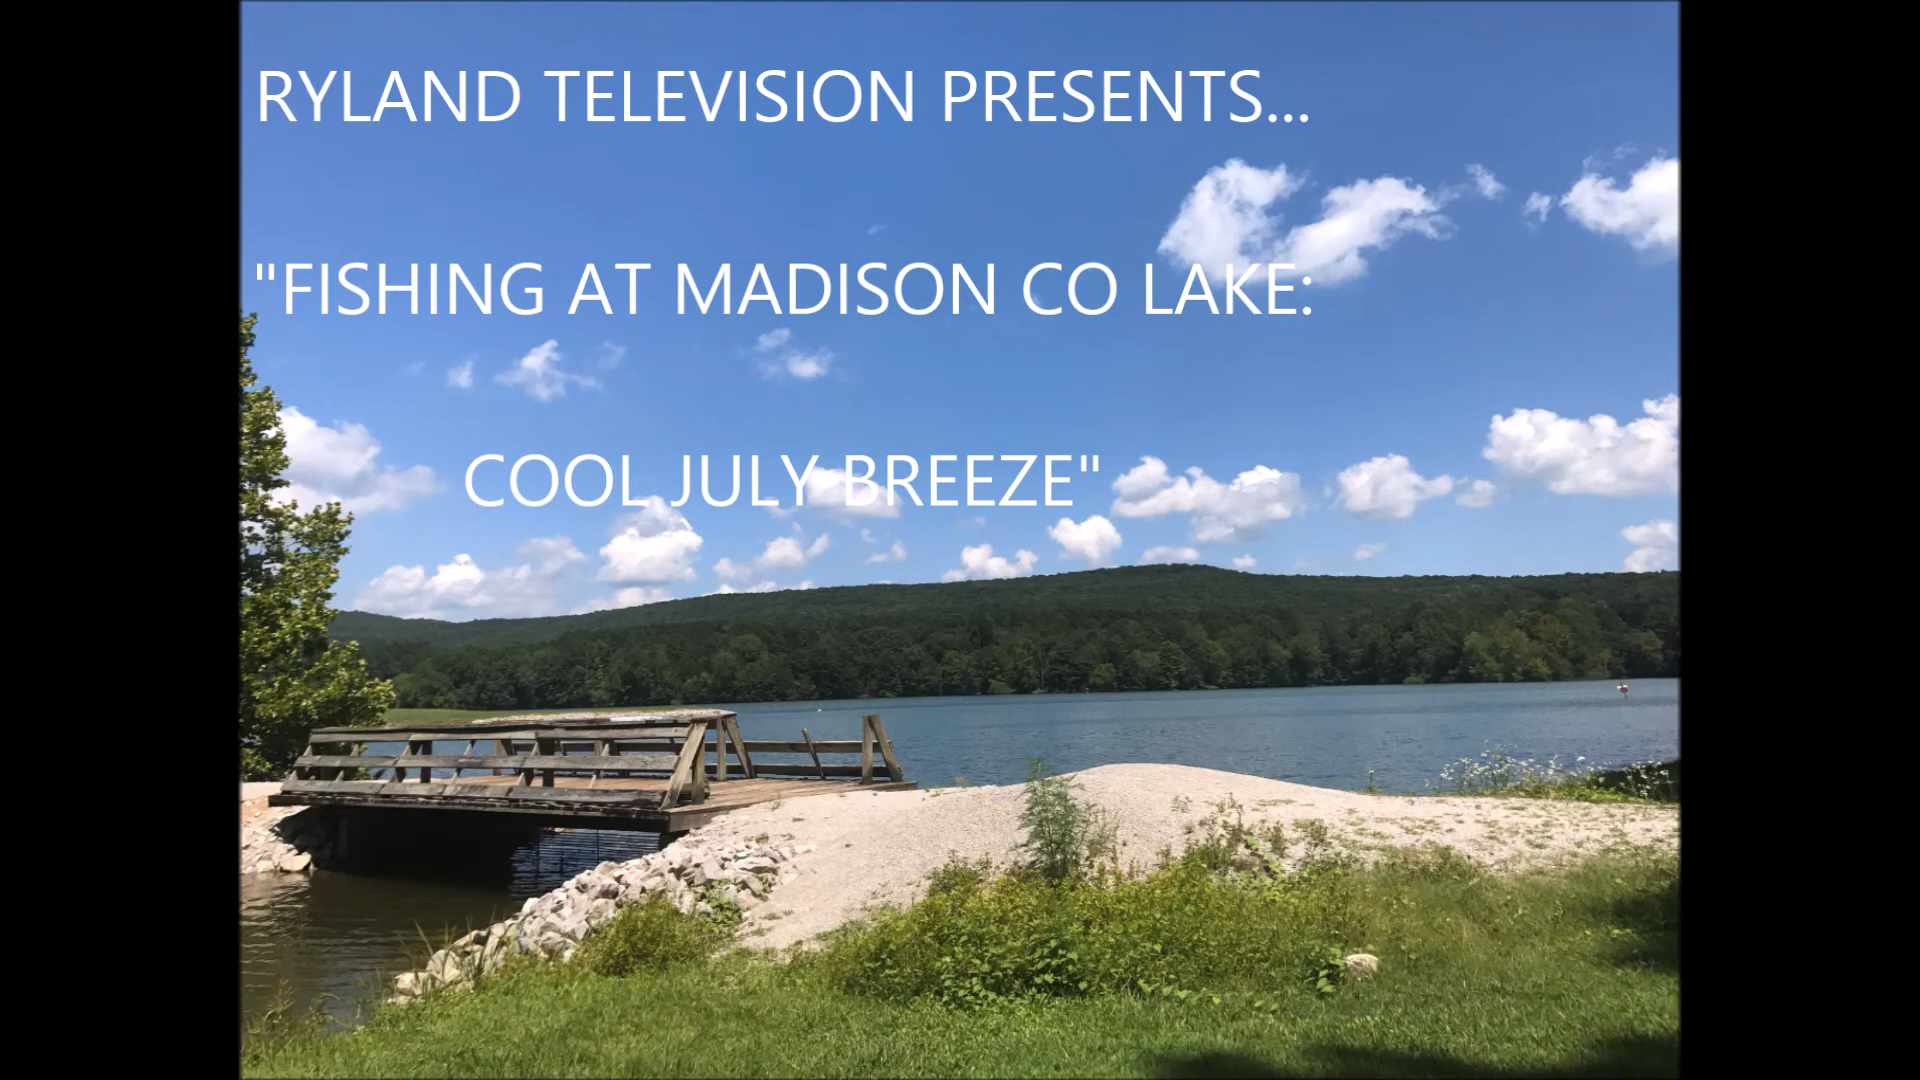 RYLAND TELEVISION PRESENTS...
"FISHING AT MADISON CO LAKE:
COOL JULY BREEZE"